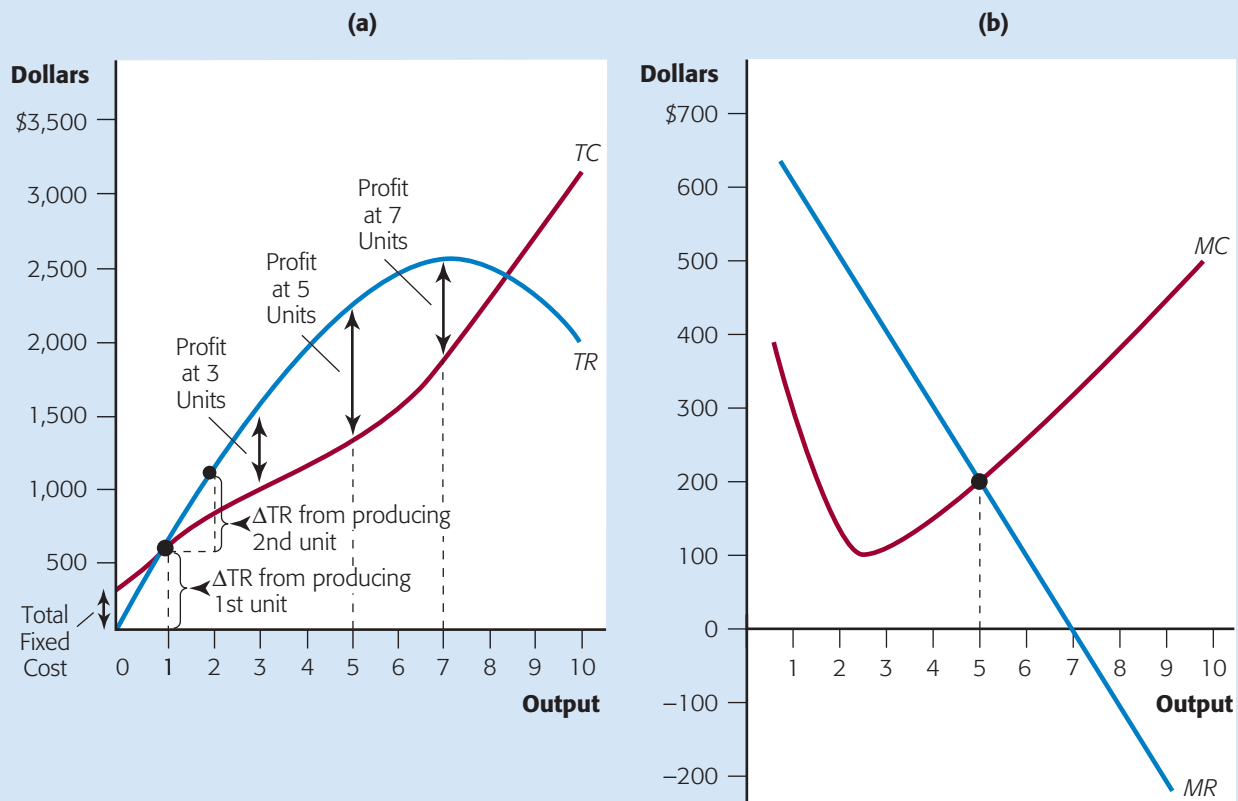 (a)
Dollars
$3,500
3,000
2,500
2,000
1,500
1,000
500
Total
Fixed
Cost
Profit
at 3
Units
Profit
at 5
Units
Profit
at 7
Units
TC
TR
ΔTR from producing
2nd unit
ΔTR from producing
1st unit
0 1 2 3 4 5 6 7 8 9 10
Output
(b)
Dollars
$700
600
500
400
300
200
100
0
–100
–200
MC
1 2 3 4 5 6 7 8 9 10
Output
MR